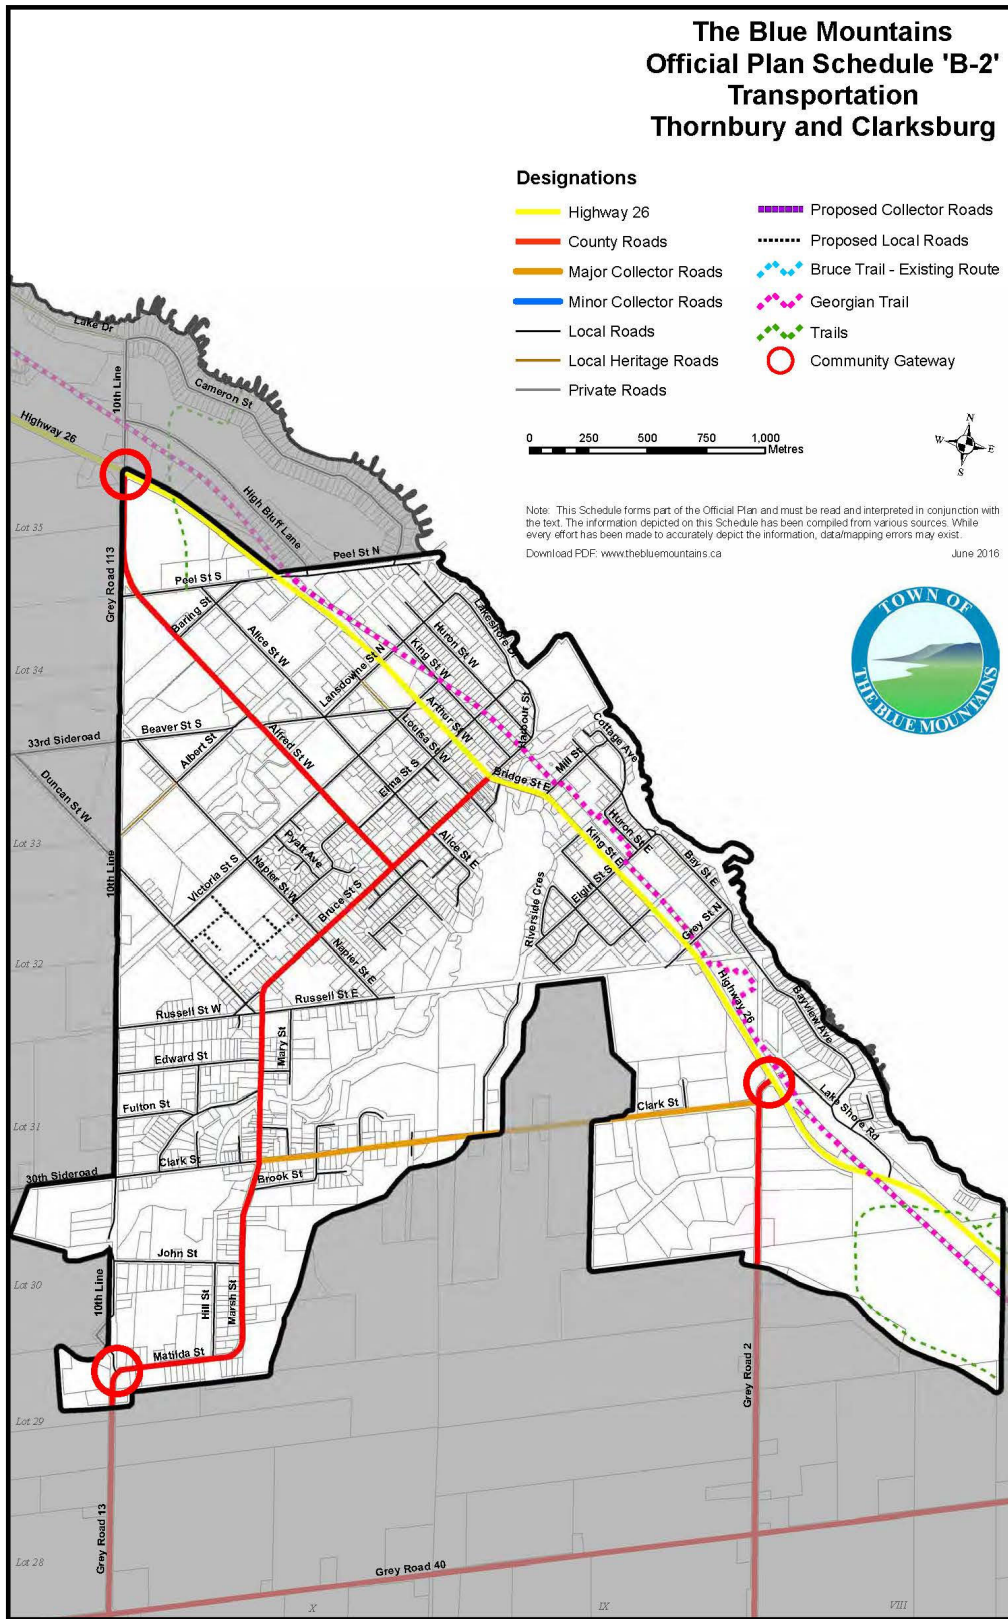 The Blue Mountains
Official Plan Schedule 'B-2'
Transportation
Thornbury and Clarksburg
Designations
Highway 26
County Roads
Major Collector Roads
Minor Collector Roads
Local Roads
Local Heritage Roads
Private Roads
Proposed Collector Roads
Proposed Local Roads
Bruce Trail - Existing Route
Georgian Trail
Trails
Community Gateway
0 250 500 750 1,000
Metres
N
W E
S
Note: This Schedule forms part of the Official Plan and must be read and interpreted in conjunction with
the text. The information depicted on this Schedule has been compiled from various sources. While
every effort has been made to accurately depict the information, data/mapping errors may exist.
Download PDF: www.thebluemountains.ca
June 2016
TOWN OF
THE BLUE MOUNTAINS
Lake Dr
10th Line
Cameron St
Highway 26
High Bluff Lane
Lot 35
Peel St N
Peel St S
Grey Road 113
Baring St
Alice St W
Lansdowne St N
King St W
Huron St W
Lakeshore Dr
Lot 34
Beaver St S
33rd Sideroad
Albert St
Alfred St W
Arthur St W
Louisa St W
Harbour St
Cottage Ave
Mill St
Bridge St E
Elma St S
Duncan St W
Lot 33
10th Line
Victoria St S
Pyatt Ave
Napier St W
Bruce St S
Alice St E
King St E
Huron St E
Bay St E
Elgin St S
Grey St N
Riverside Cres
Napier St E
Lot 32
Russell St W
Russell St E
Highway 26
Bayview Ave
Edward St
Mary St
Fulton St
Clark St
Lake Shore Rd
Lot 31
Clark St
30th Sideroad
Brook St
John St
Lot 30
10th Line
Hill St
Marsh St
Matilda St
Grey Road 2
Lot 29
Grey Road 13
Lot 28
Grey Road 40
X
IX
VIII